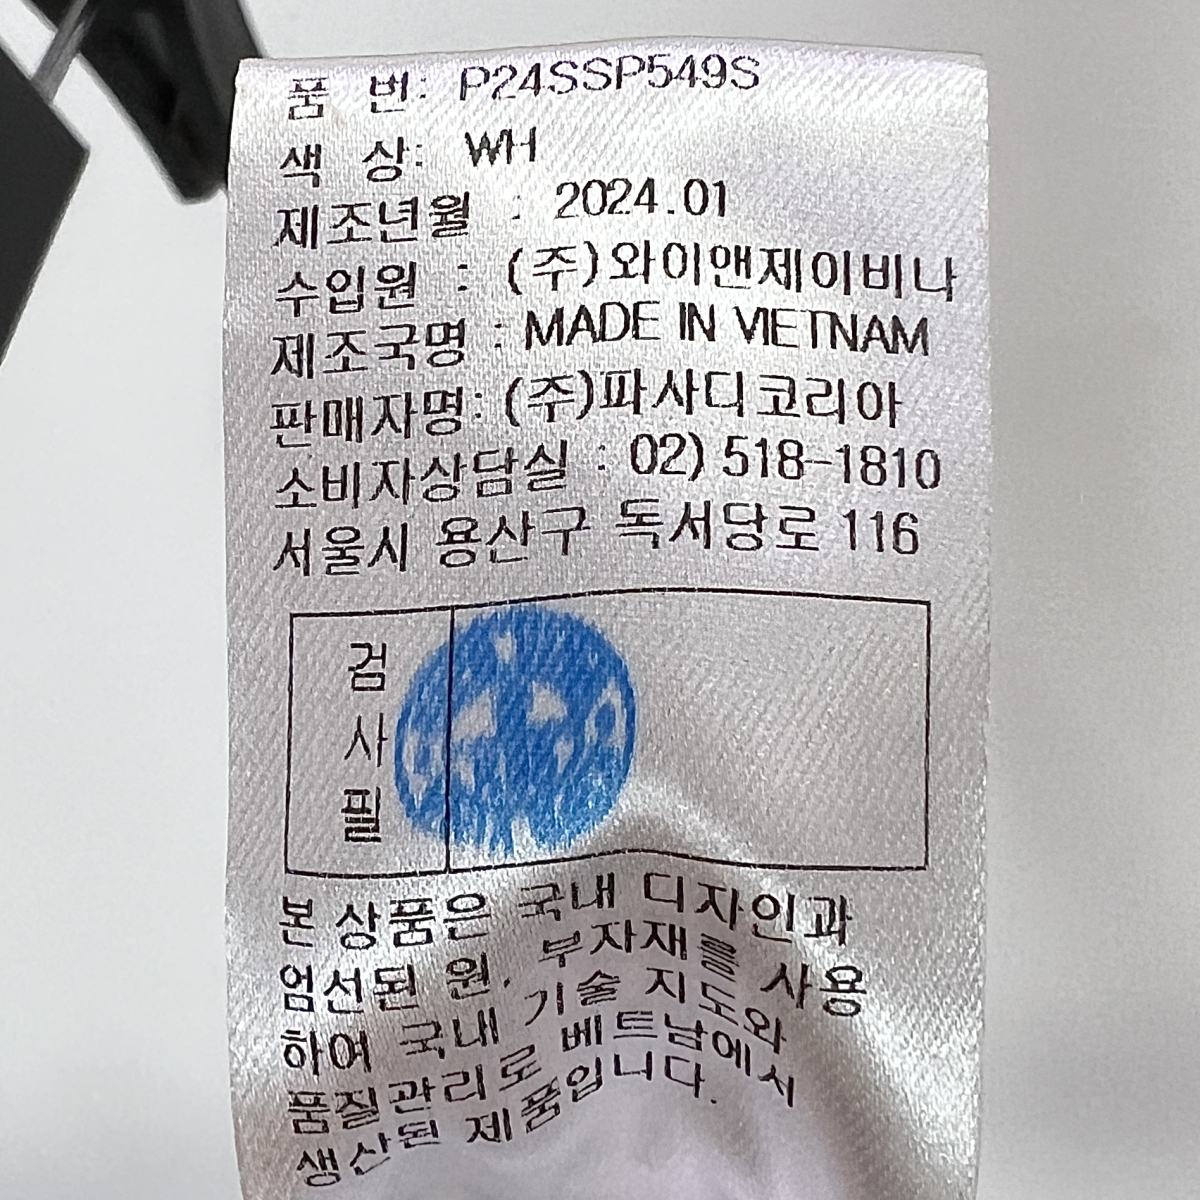 품 번: P24SSP549S
색 상: WH
제조년월 : 2024.01
수입원 : (주)와이앤제이비나
제조국명 : MADE IN VIETNAM
판매자명: (주)파사디코리아
소비자상담실 : 02) 518-1810
서울시 용산구 독서당로 116
검
사
필
본 상품은 국내 디자인과
엄선된 원, 부자재를 사용
하여 국내 기술 지도와
품질관리로 베트남에서
생산된 제품입니다.